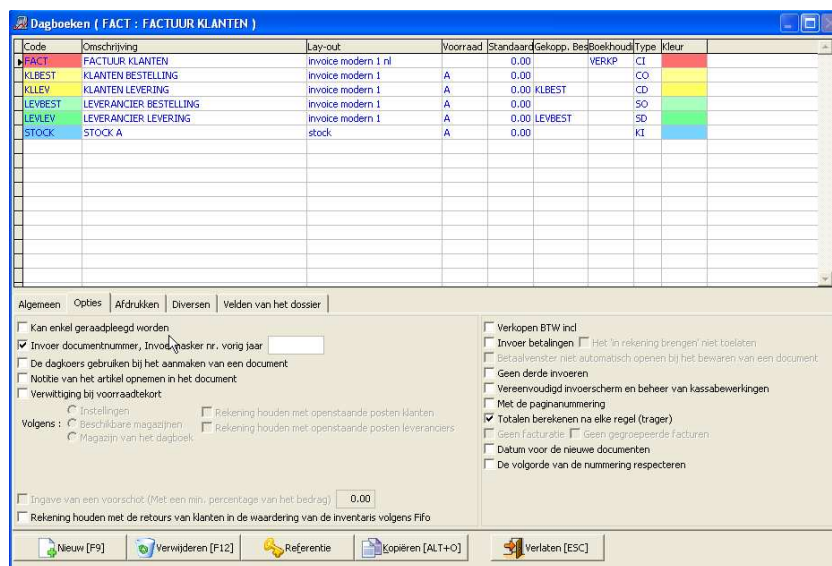 Dagboeken ( FACT : FACTUUR KLANTEN )
Code Omschrijving Lay-out Voorraad Standaard Gekopp. Bes Boekhoudi Type Kleur
FACT FACTUUR KLANTEN invoice modern 1 nl 0.00 VERKP CI
KLBEST KLANTEN BESTELLING invoice modern 1 A 0.00 CO
KLLEV KLANTEN LEVERING invoice modern 1 A 0.00 KLBEST CD
LEVBEST LEVERANCIER BESTELLING invoice modern 1 A 0.00 SO
LEVLEV LEVERANCIER LEVERING invoice modern 1 A 0.00 LEVBEST SD
STOCK STOCK A stock A 0.00 KI
Algemeen Opties Afdrukken Diversen Velden van het dossier
Kan enkel geraadpleegd worden
Invoer documentnummer, Invoermasker nr. vorig jaar
De dagkoers gebruiken bij het aanmaken van een document
Notitie van het artikel opnemen in het document
Verwittiging bij voorraadtekort
Volgens :
Instellingen
Beschikbare magazijnen
Magazijn van het dagboek
Rekening houden met openstaande posten klanten
Rekening houden met openstaande posten leveranciers
Ingave van een voorschot (Met een min. percentage van het bedrag) 0.00
Rekening houden met de retours van klanten in de waardering van de inventaris volgens Fifo
Verkopen BTW incl
Invoer betalingen Het 'in rekening brengen' niet toelaten
Betaalvenster niet automatisch openen bij het bewaren van een document
Geen derde invoeren
Vereenvoudigd invoerscherm en beheer van kassabewerkingen
Met de paginanummering
Totalen berekenen na elke regel (trager)
Geen facturatie Geen gegroepeerde facturen
Datum voor de nieuwe documenten
De volgorde van de nummering respecteren
Nieuw [F9] Verwijderen [F12] Referentie Kopiëren [ALT+O] Verlaten [ESC]